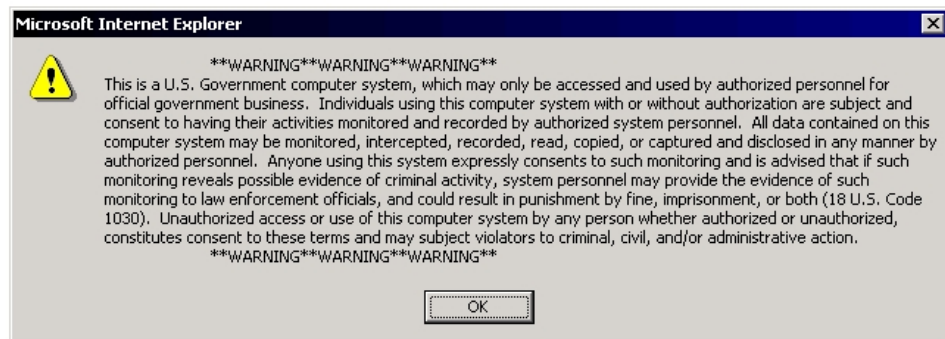 Microsoft Internet Explorer
**WARNING**WARNING**WARNING**
This is a U.S. Government computer system, which may only be accessed and used by authorized personnel for
official government business.  Individuals using this computer system with or without authorization are subject and
consent to having their activities monitored and recorded by authorized system personnel.  All data contained on this
computer system may be monitored, intercepted, recorded, read, copied, or captured and disclosed in any manner by
authorized personnel.  Anyone using this system expressly consents to such monitoring and is advised that if such
monitoring reveals possible evidence of criminal activity, system personnel may provide the evidence of such
monitoring to law enforcement officials, and could result in punishment by fine, imprisonment, or both (18 U.S. Code
1030).  Unauthorized access or use of this computer system by any person whether authorized or unauthorized,
constitutes consent to these terms and may subject violators to criminal, civil, and/or administrative action.
**WARNING**WARNING**WARNING**
OK